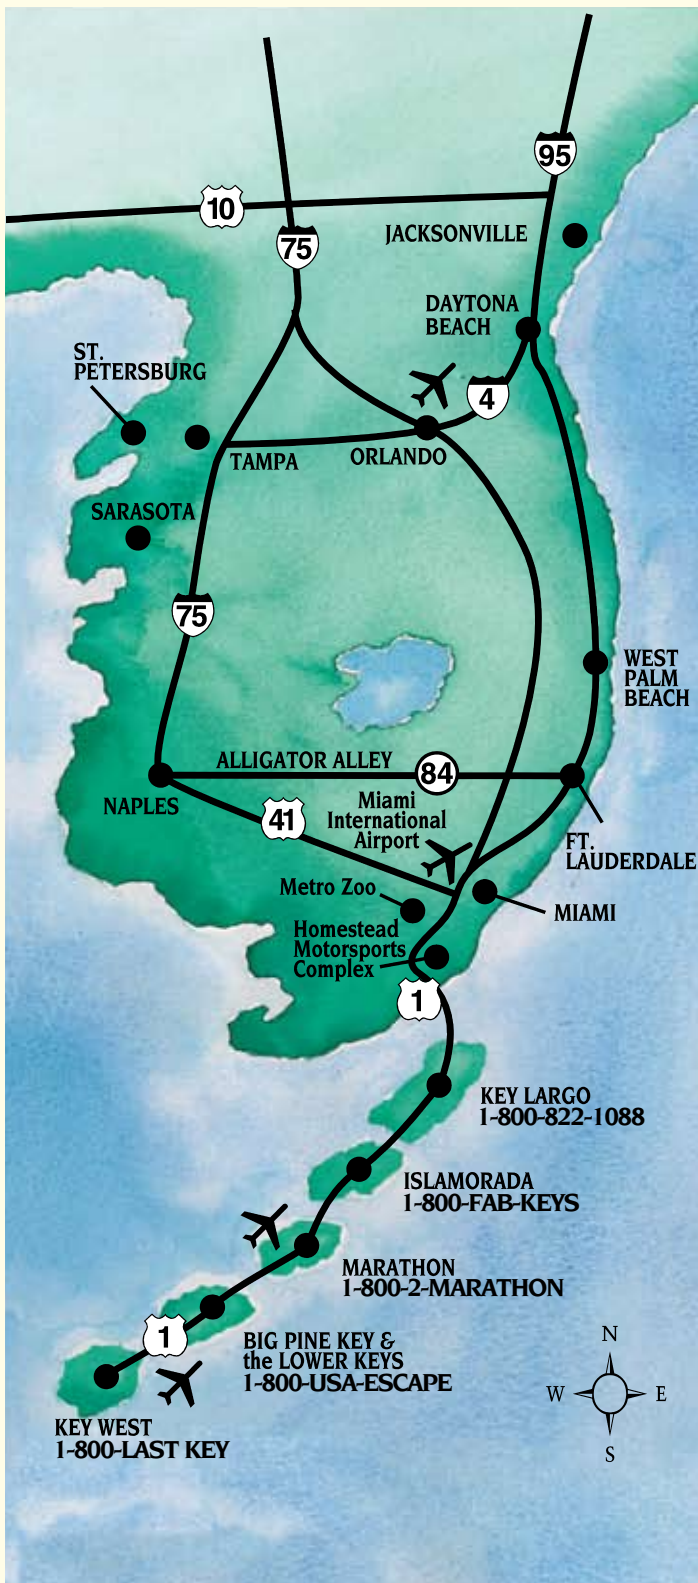 95
10
75
JACKSONVILLE
DAYTONA
BEACH
ST.
PETERSBURG
4
TAMPA
ORLANDO
SARASOTA
75
WEST
PALM
BEACH
ALLIGATOR ALLEY
84
NAPLES
41
Miami
International
Airport
FT.
LAUDERDALE
Metro Zoo
MIAMI
Homestead
Motorsports
Complex
1
KEY LARGO
1-800-822-1088
ISLAMORADA
1-800-FAB-KEYS
MARATHON
1-800-2-MARATHON
1
BIG PINE KEY &
the LOWER KEYS
1-800-USA-ESCAPE
KEY WEST
1-800-LAST KEY
N
W
E
S